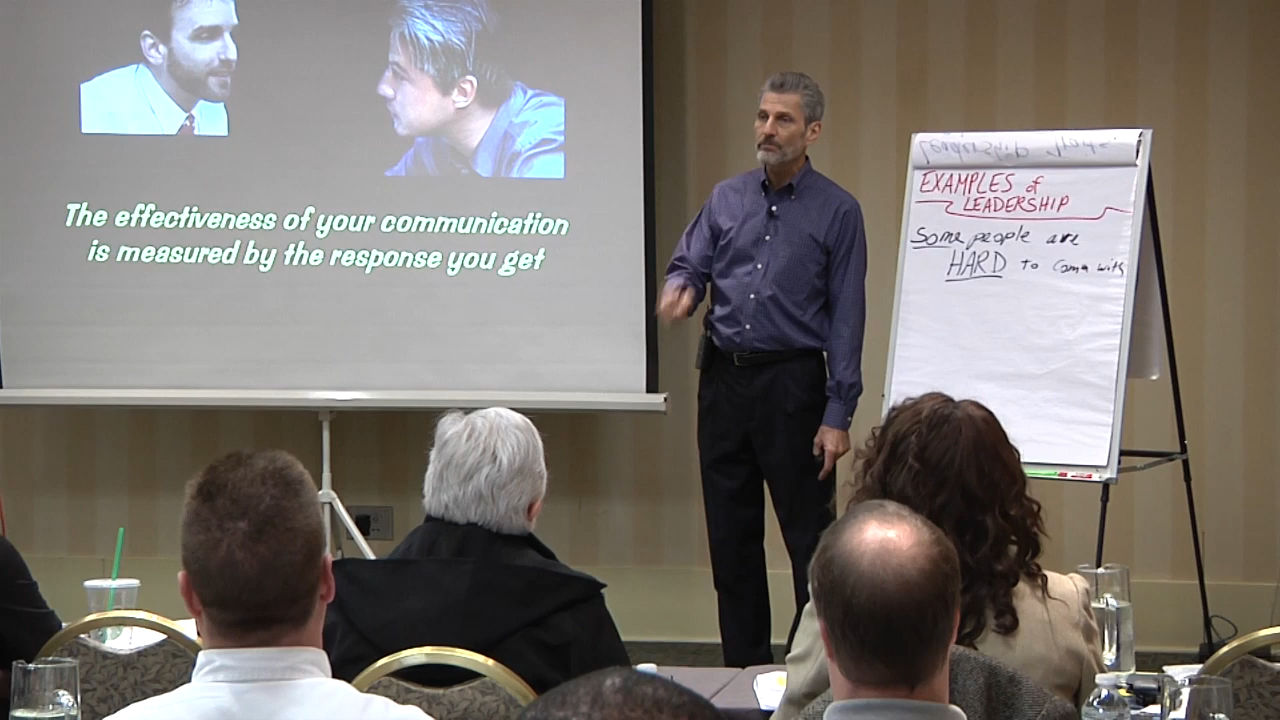 The effectiveness of your communication
is measured by the response you get
EXAMPLES of
LEADERSHIP
Some people are
HARD to